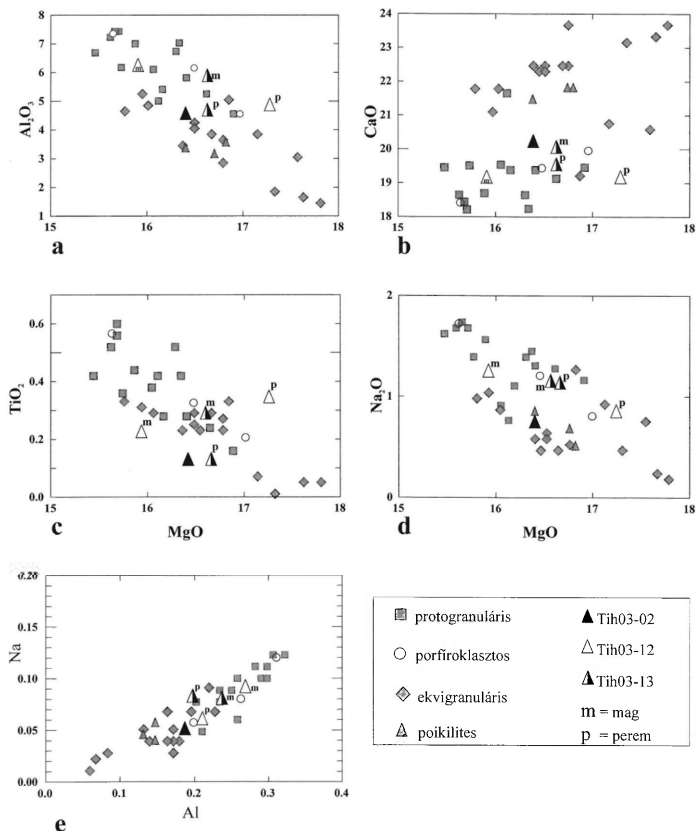 8
7
6
5
4
3
2
1
Al₂O₃
15 16 17 18
m
m
p
p
a
24
23
22
21
20
19
18
CaO
15 16 17 18
m
m
p
p
b
0.6
0.4
0.2
0.0
TiO₂
15 16 17 18
MgO
m
m
p
p
c
2
1
0
Na₂O
15 16 17 18
MgO
m
m
p
p
d
0.20
0.15
0.10
0.05
0.00
Na
0.0 0.1 0.2 0.3 0.4
Al
p
m
m
p
e
protogranuláris
porfíroklasztos
ekvigranuláris
poikilites
Tih03-02
Tih03-12
Tih03-13
m = mag
p = perem